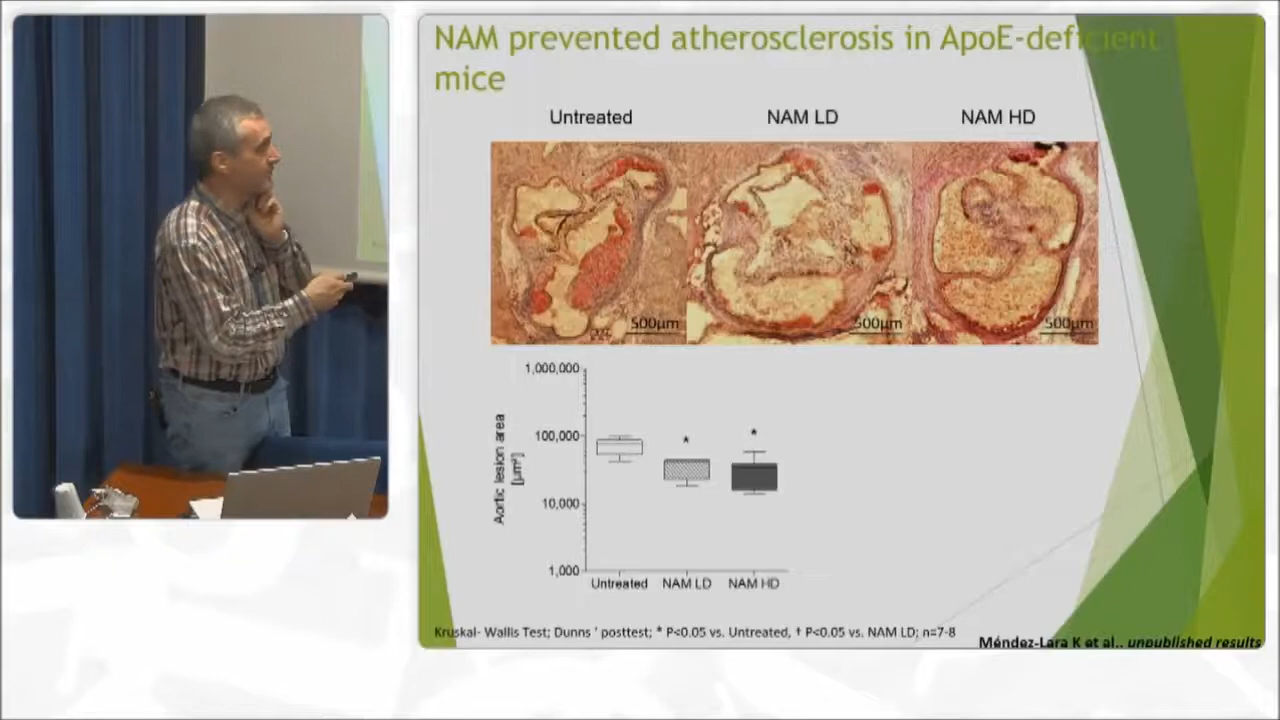 NAM prevented atherosclerosis in ApoE-deficient
mice
Untreated NAM LD NAM HD
500µm 500µm 500µm
1,000,000
100,000
10,000
1,000
Aortic lesion area
[µm²]
* *
Untreated NAM LD NAM HD
Kruskal- Wallis Test; Dunns ' posttest; * P<0.05 vs. Untreated, † P<0.05 vs. NAM LD; n=7-8
Méndez-Lara K et al., unpublished results